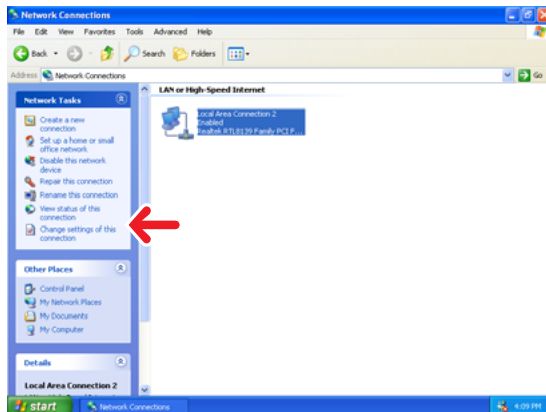 Network Connections
File Edit View Favorites Tools Advanced Help
Back Search Folders
Address Network Connections Go
LAN or High-Speed Internet
Network Tasks
Create a new
connection
Set up a home or small
office network
Disable this network
device
Repair this connection
Rename this connection
View status of this
connection
Change settings of this
connection
Local Area Connection 2
Enabled
Realtek RTL8139 Family PCI F...
Other Places
Control Panel
My Network Places
My Documents
My Computer
Details
Local Area Connection 2
start Network Connections 4:09 PM